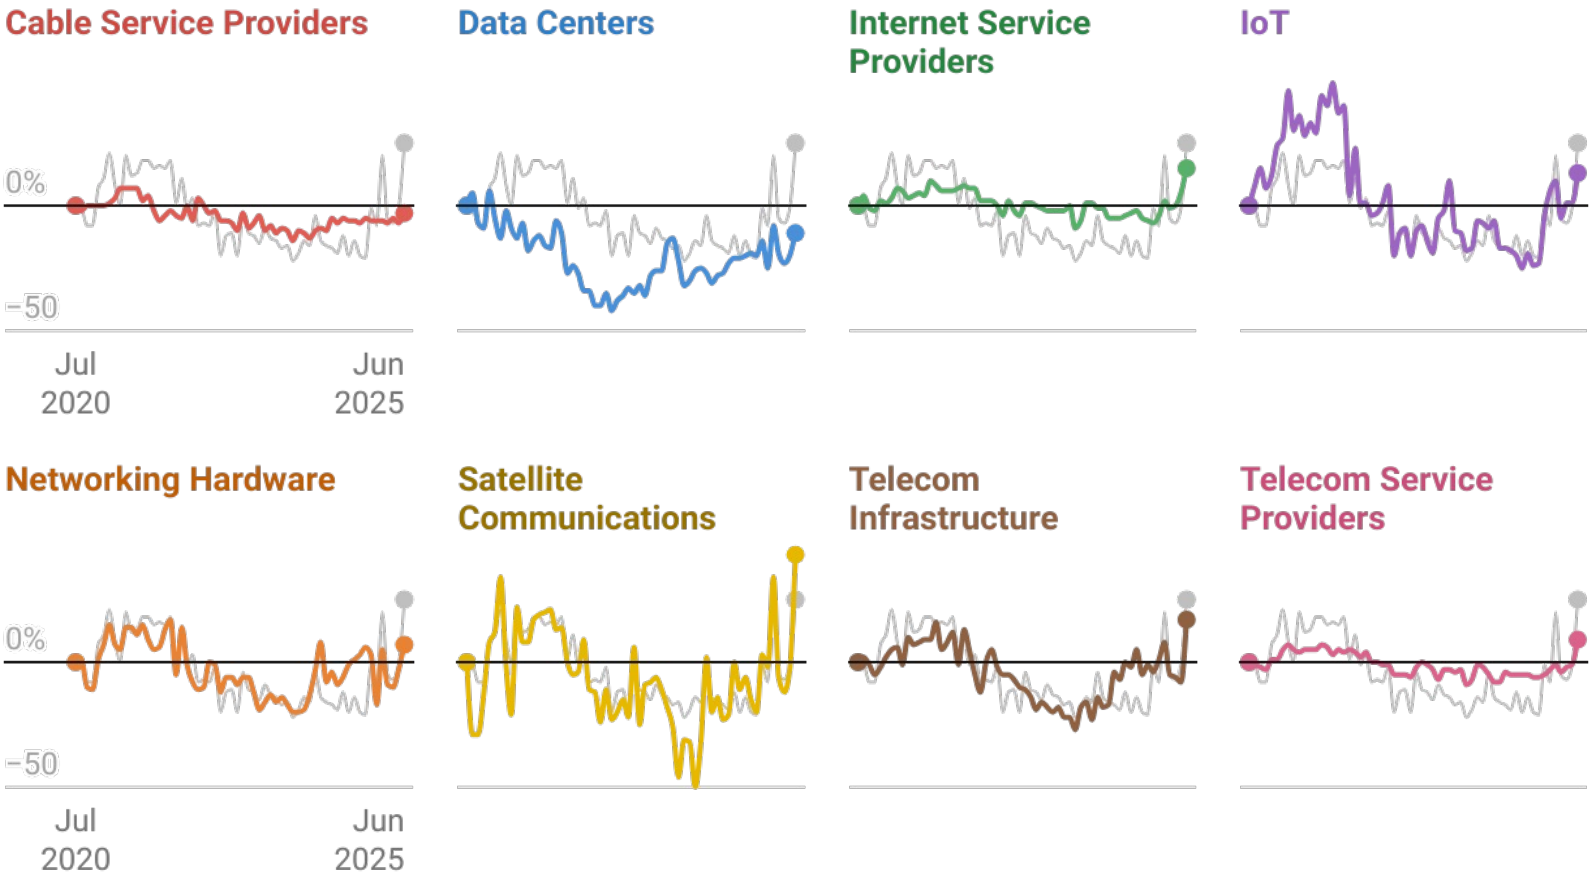 Cable Service Providers
Data Centers
Internet Service
Providers
IoT
0%
−50
Jul
2020
Jun
2025
Networking Hardware
Satellite
Communications
Telecom
Infrastructure
Telecom Service
Providers
0%
−50
Jul
2020
Jun
2025